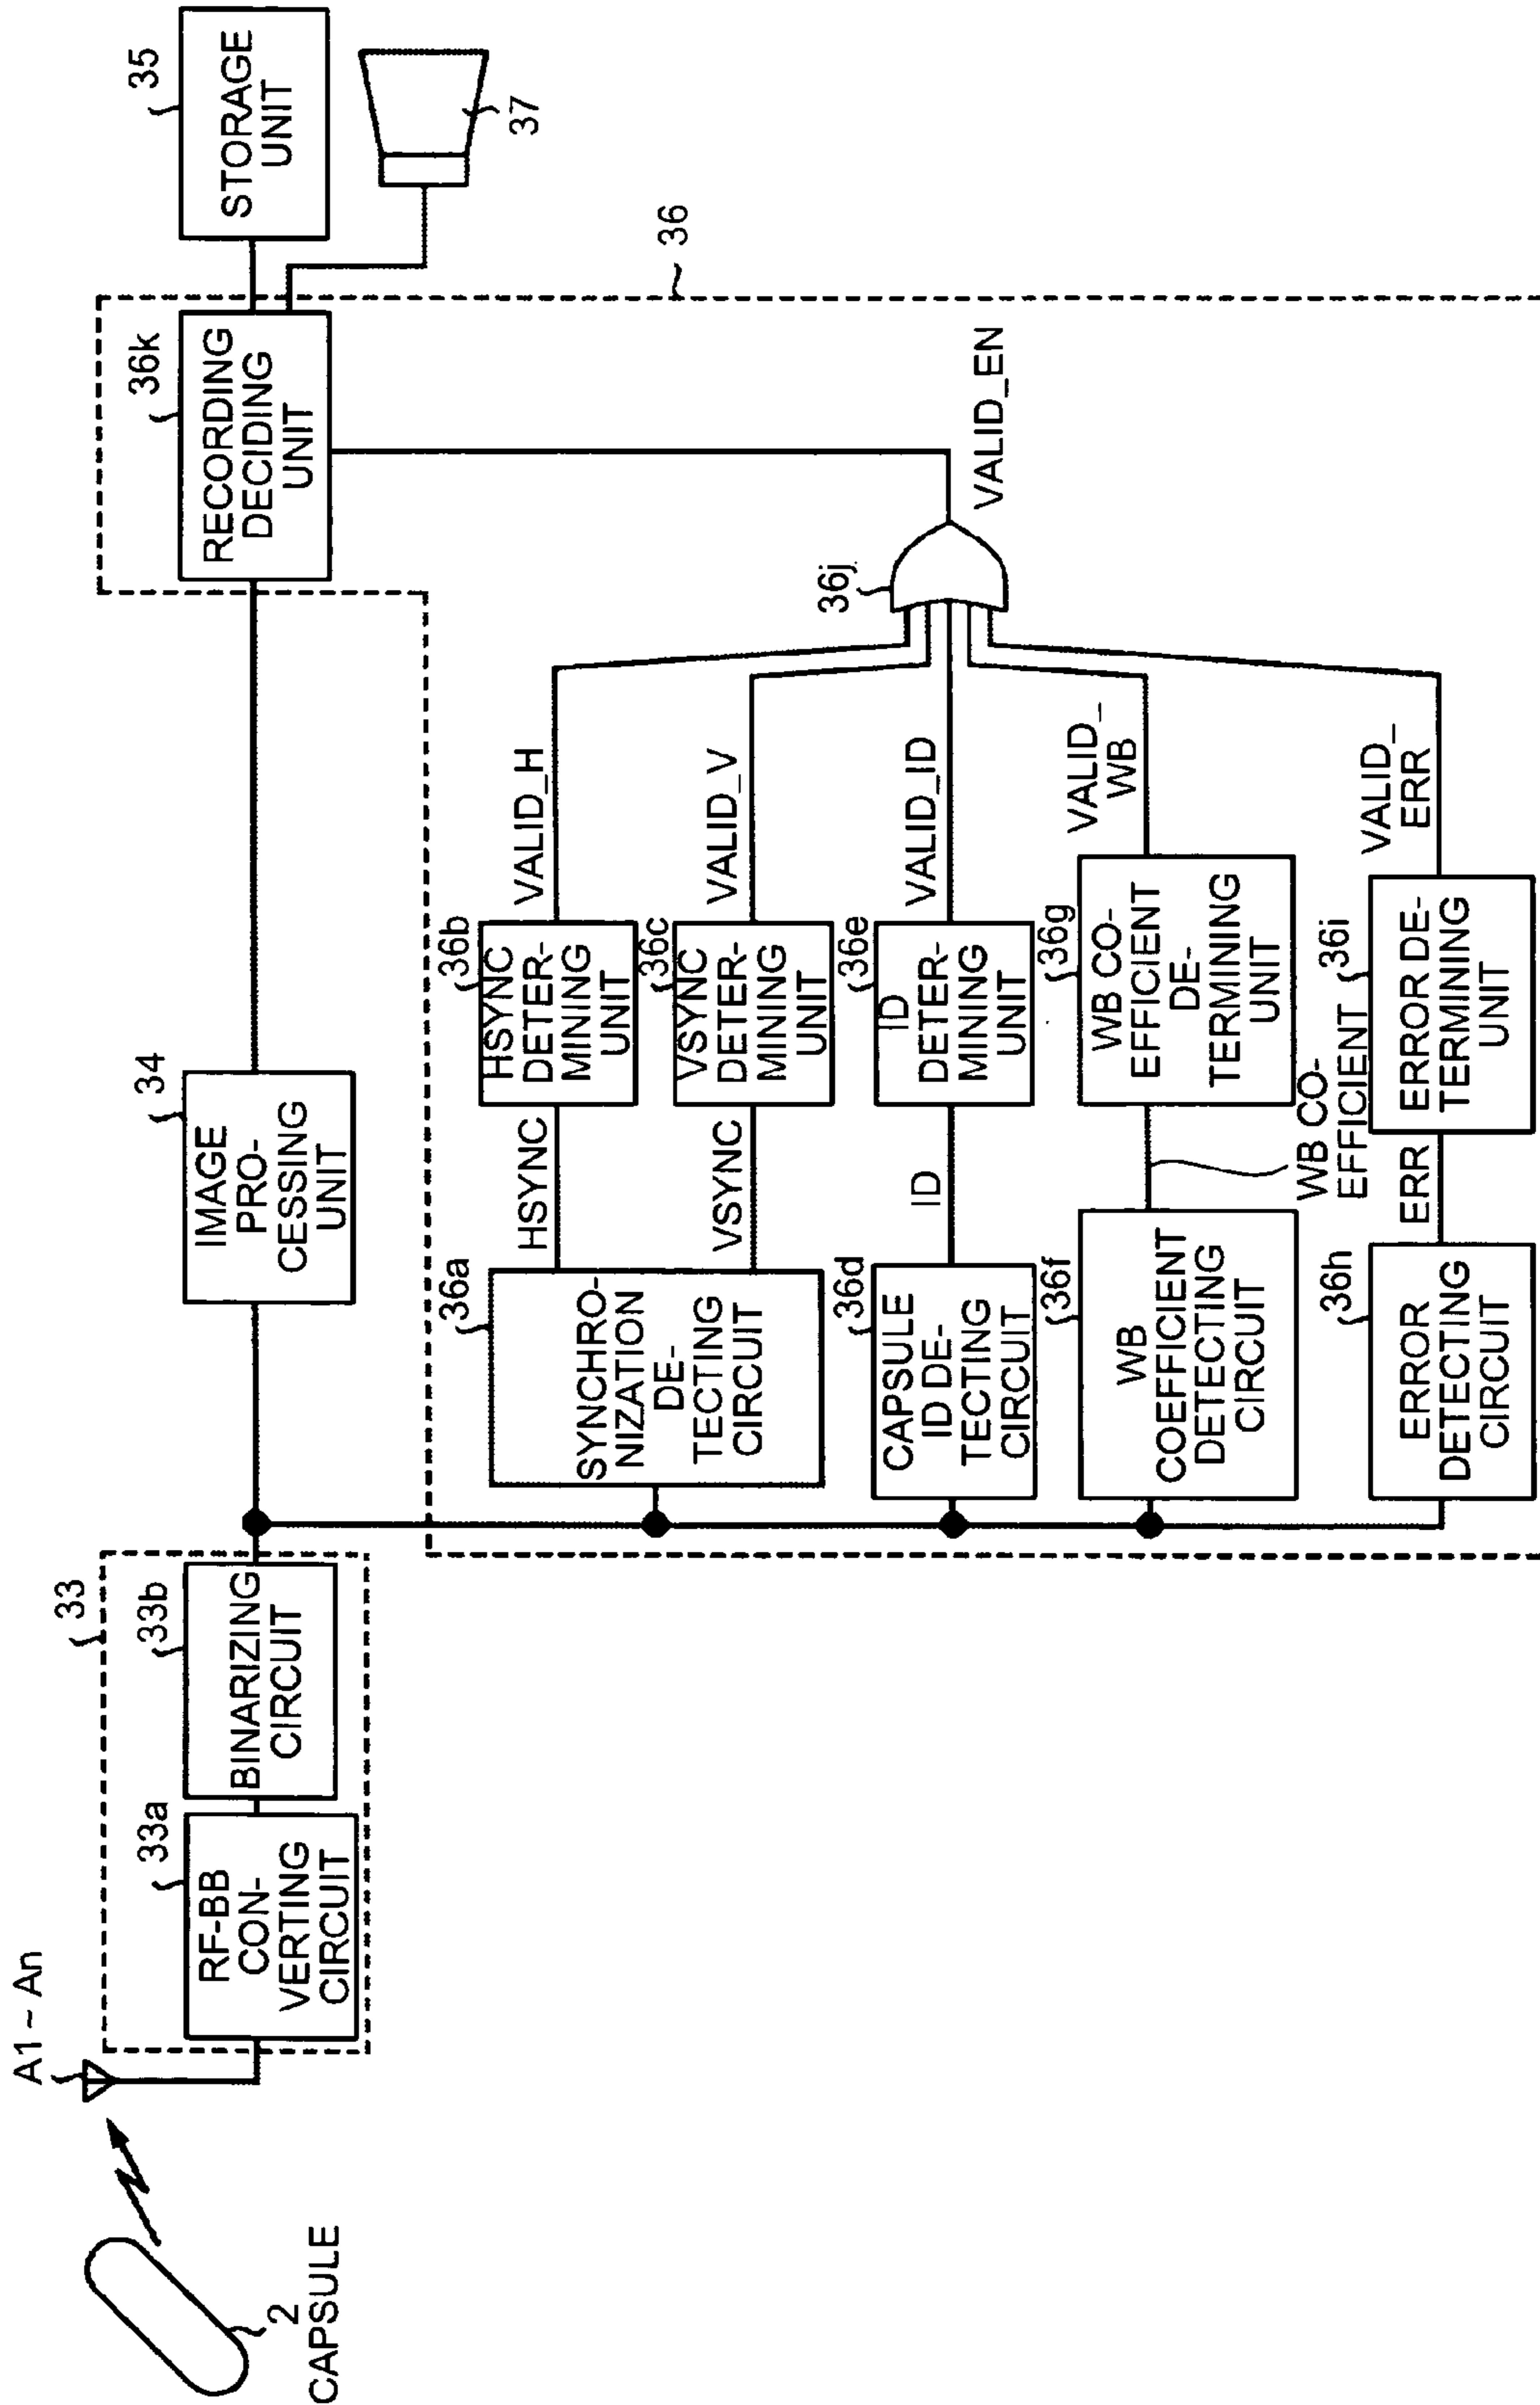 A1 ~ An
2
CAPSULE
33
33a
RF-BB
CON-
VERTING
CIRCUIT
33b
BINARIZING
CIRCUIT
34
IMAGE
PRO-
CESSING
UNIT
36k
RECORDING
DECIDING
UNIT
35
STORAGE
UNIT
37
36
36a
SYNCHRO-
NIZATION
DE-
TECTING
CIRCUIT
HSYNC
VSYNC
36b
HSYNC
DETER-
MINING
UNIT
VALID_H
36c
VSYNC
DETER-
MINING
UNIT
VALID_V
36d
CAPSULE
ID DE-
TECTING
CIRCUIT
ID
36e
ID
DETER-
MINING
UNIT
VALID_ID
36f
WB
COEFFICIENT
DETECTING
CIRCUIT
WB CO-
EFFICIENT
36g
WB CO-
EFFICIENT
DE-
TERMINING
UNIT
VALID_
WB
36h
ERROR
DETECTING
CIRCUIT
ERR
36i
ERROR DE-
TERMINING
UNIT
VALID_
ERR
36j
VALID_EN